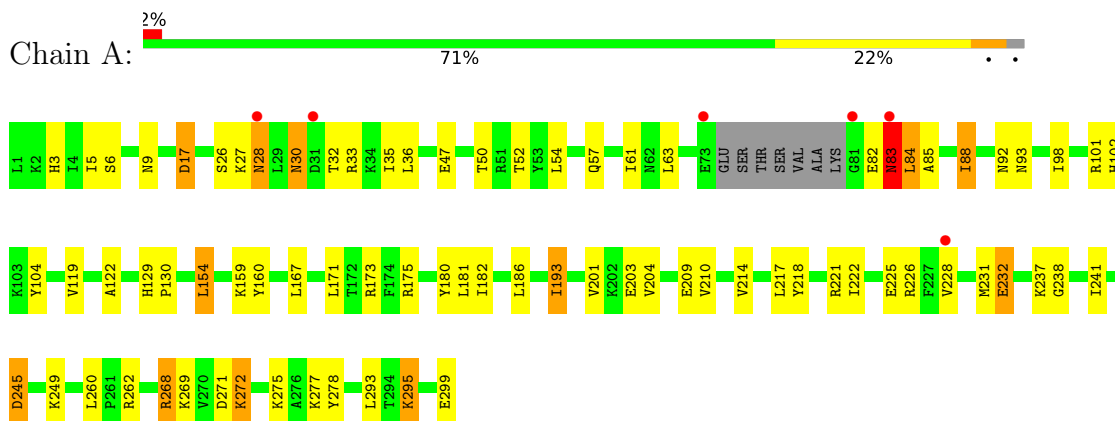 2%
Chain A:
71% 22% • •
L1 K2 H3 I4 I5 S6 N9 D17 S26 K27 N28 L29 N30 D31 T32 R33 K34 I35 L36 E47 T50 R51 T52 Y53 L54 Q57 I61 N62 L63 E73 GLU SER THR SER VAL ALA LYS G81 E82 N83 L84 A85 I88 N92 N93 I98 R101 H102
K103 Y104 V119 A122 H129 P130 L154 K159 Y160 L167 L171 T172 R173 F174 R175 Y180 L181 I182 L186 I193 V201 K202 E203 V204 E209 V210 V214 L217 Y218 R221 I222 E225 R226 F227 V228 M231 E232 K237 G238 I241
D245 K249 L260 P261 R262 R268 K269 V270 D271 K272 K275 A276 K277 Y278 L293 T294 K295 E299